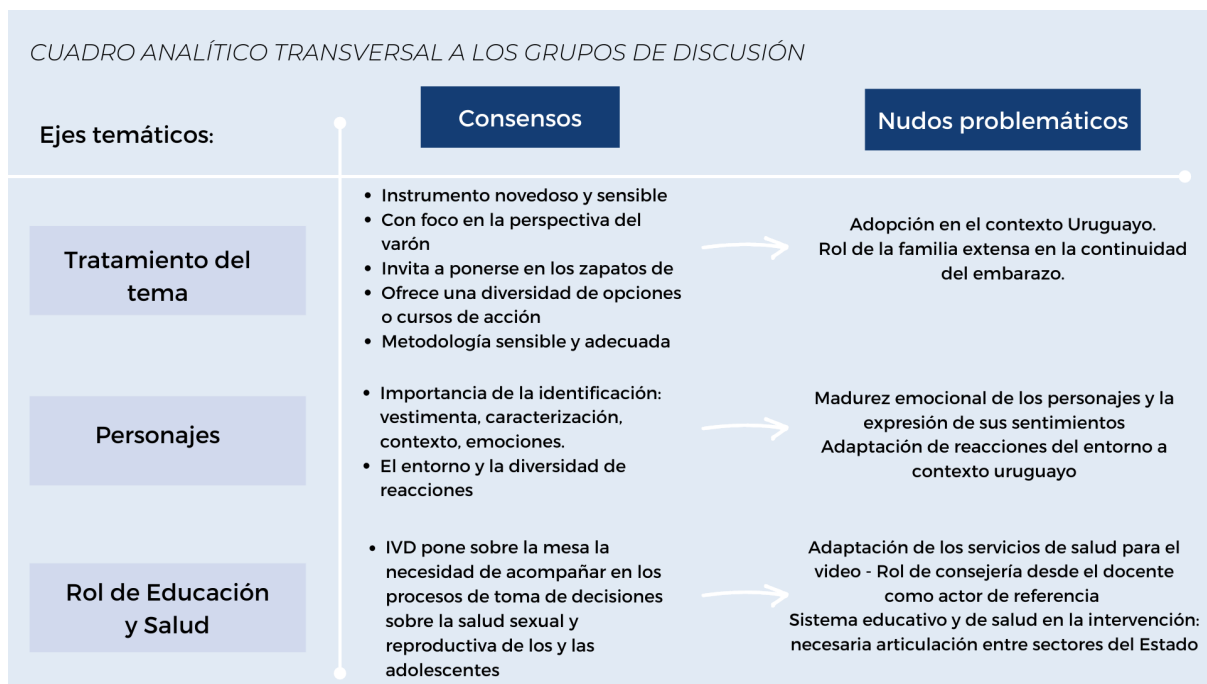 CUADRO ANALÍTICO TRANSVERSAL A LOS GRUPOS DE DISCUSIÓN
Ejes temáticos:
Consensos
Nudos problemáticos
Tratamiento del
tema
• Instrumento novedoso y sensible
• Con foco en la perspectiva del
varón
• Invita a ponerse en los zapatos de
• Ofrece una diversidad de opciones
o cursos de acción
• Metodología sensible y adecuada
Adopción en el contexto Uruguayo.
Rol de la familia extensa en la continuidad
del embarazo.
Personajes
• Importancia de la identificación:
vestimenta, caracterización,
contexto, emociones.
• El entorno y la diversidad de
reacciones
Madurez emocional de los personajes y la
expresión de sus sentimientos
Adaptación de reacciones del entorno a
contexto uruguayo
Rol de Educación
y Salud
• IVD pone sobre la mesa la
necesidad de acompañar en los
procesos de toma de decisiones
sobre la salud sexual y
reproductiva de los y las
adolescentes
Adaptación de los servicios de salud para el
video - Rol de consejería desde el docente
como actor de referencia
Sistema educativo y de salud en la intervención:
necesaria articulación entre sectores del Estado